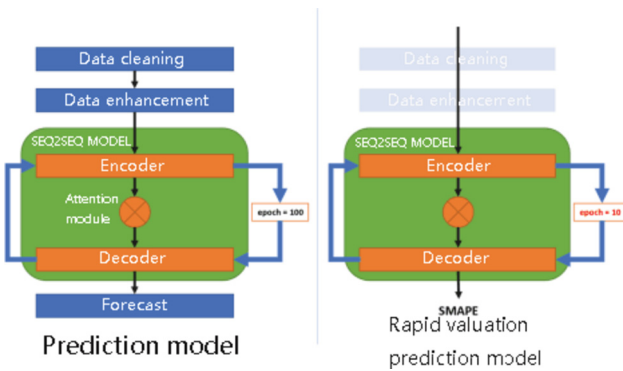 Data cleaning
Data enhancement
SEQ2SEQ MODEL
Encoder
Attention
module
epoch = 100
Decoder
Forecast
Prediction model
Data cleaning
Data enhancement
SEQ2SEQ MODEL
Encoder
epoch = 10
Decoder
SMAPE
Rapid valuation
prediction model